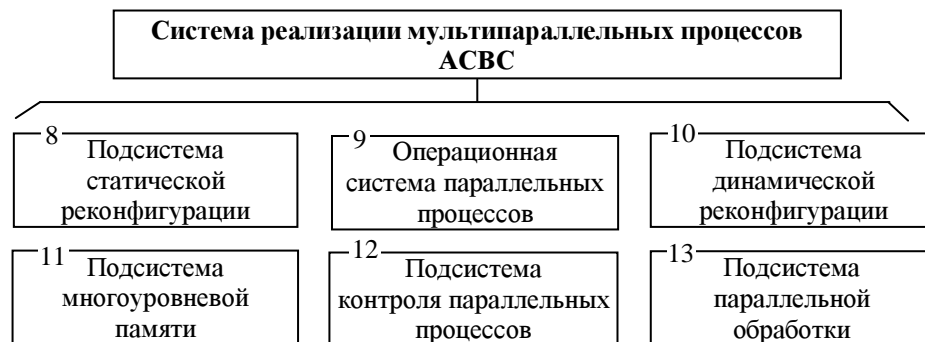 Система реализации мультипараллельных процессов
АСВС
8
Подсистема
статической
реконфигурации
9
Операционная
система параллельных
процессов
10
Подсистема
динамической
реконфигурации
11
Подсистема
многоуровневой
памяти
12
Подсистема
контроля параллельных
процессов
13
Подсистема
параллельной
обработки